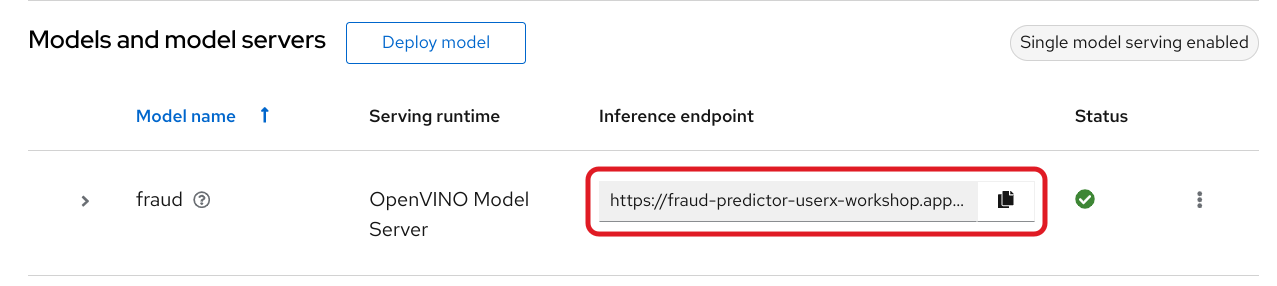 Models and model servers
Deploy model
Single model serving enabled
Model name
Serving runtime
Inference endpoint
Status
fraud
OpenVINO Model
Server
https://fraud-predictor-userx-workshop.app...